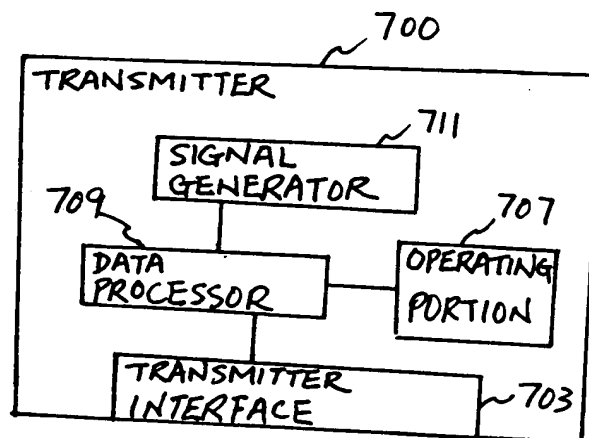 700
TRANSMITTER
711
SIGNAL
GENERATOR
709
707
DATA
PROCESSOR
OPERATING
PORTION
TRANSMITTER
INTERFACE
703